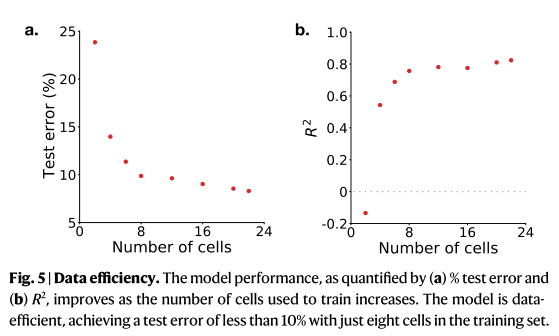 a.
25
20
15
10
5
0
8
16
24
Test error (%)
Number of cells
b.
1.0
0.8
0.6
0.4
0.2
0
-0.2
0
8
16
24
R²
Number of cells
Fig. 5 | Data efficiency. The model performance, as quantified by (a) % test error and
(b) R², improves as the number of cells used to train increases. The model is data-
efficient, achieving a test error of less than 10% with just eight cells in the training set.